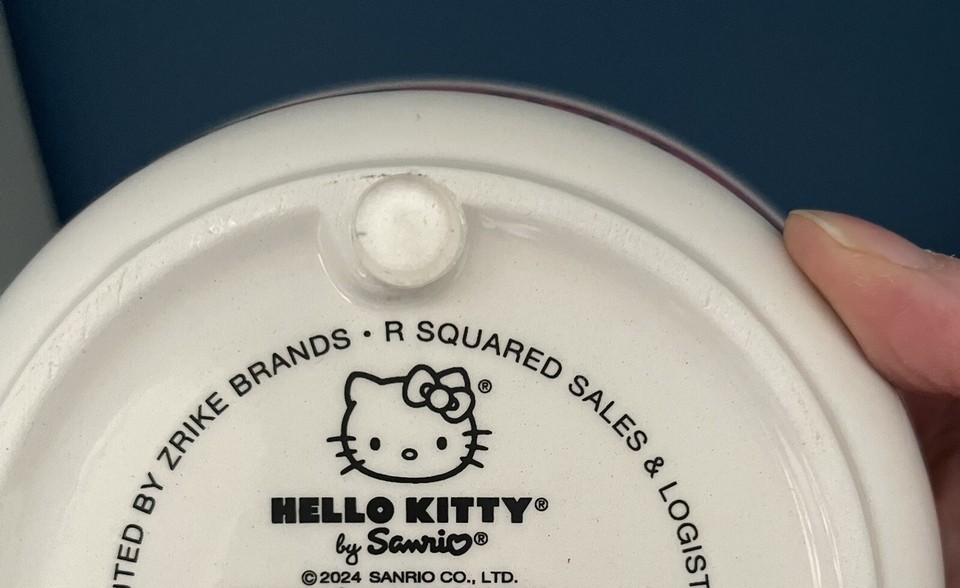 BY ZRIKE BRANDS • R SQUARED SALES &
®
HELLO KITTY®
by Sanrio®
©2024 SANRIO CO., LTD.